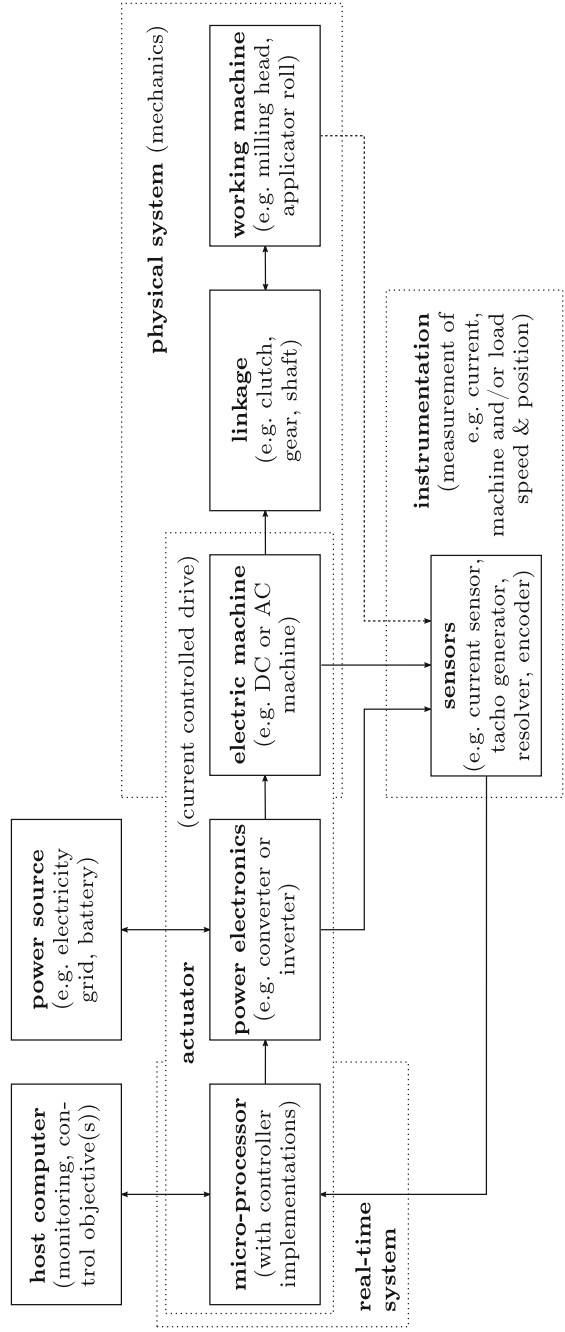 host computer
(monitoring, con-
trol objective(s))
power source
(e.g. electricity
grid, battery)
physical system (mechanics)
actuator
(current controlled drive)
micro-processor
(with controller
implementations)
power electronics
(e.g. converter or
inverter)
electric machine
(e.g. DC or AC
machine)
linkage
(e.g. clutch,
gear, shaft)
working machine
(e.g. milling head,
applicator roll)
real-time
system
sensors
(e.g. current sensor,
tacho generator,
resolver, encoder)
instrumentation
(measurement of
e.g. current,
machine and/or load
speed & position)